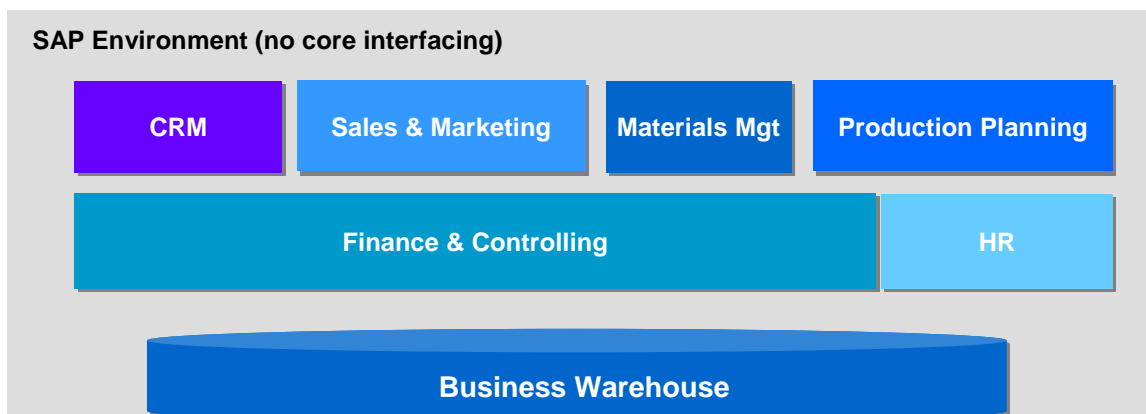 SAP Environment (no core interfacing)
CRM
Sales & Marketing
Materials Mgt
Production Planning
Finance & Controlling
HR
Business Warehouse